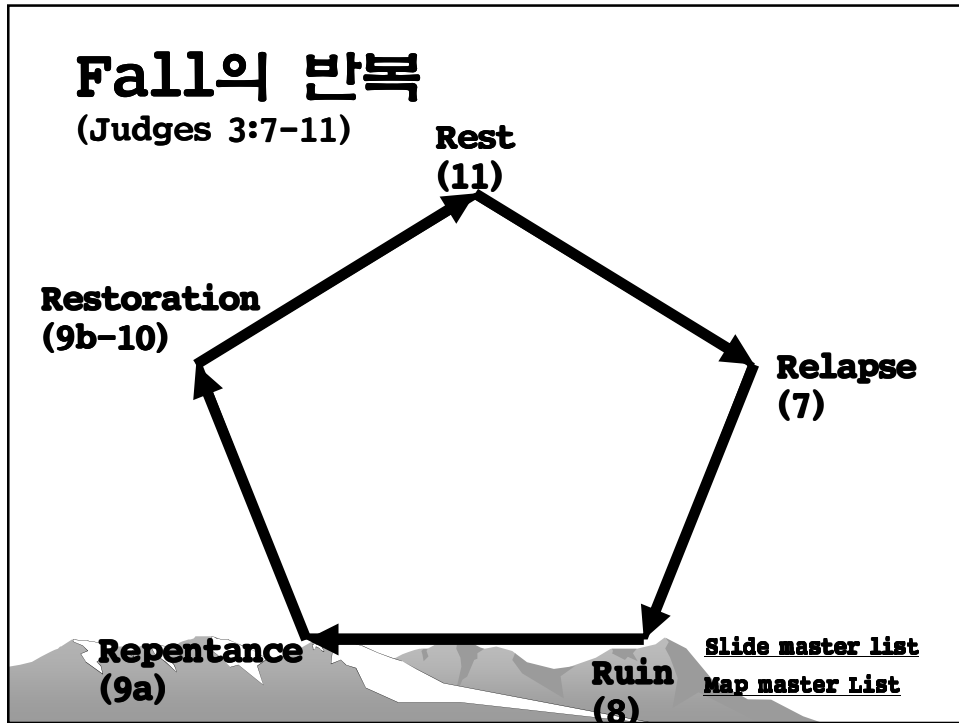 Fall의 반복
(Judges 3:7-11)
Rest
(11)
Restoration
(9b-10)
Relapse
(7)
Repentance
(9a)
Ruin
(8)
Slide master list
Map master List